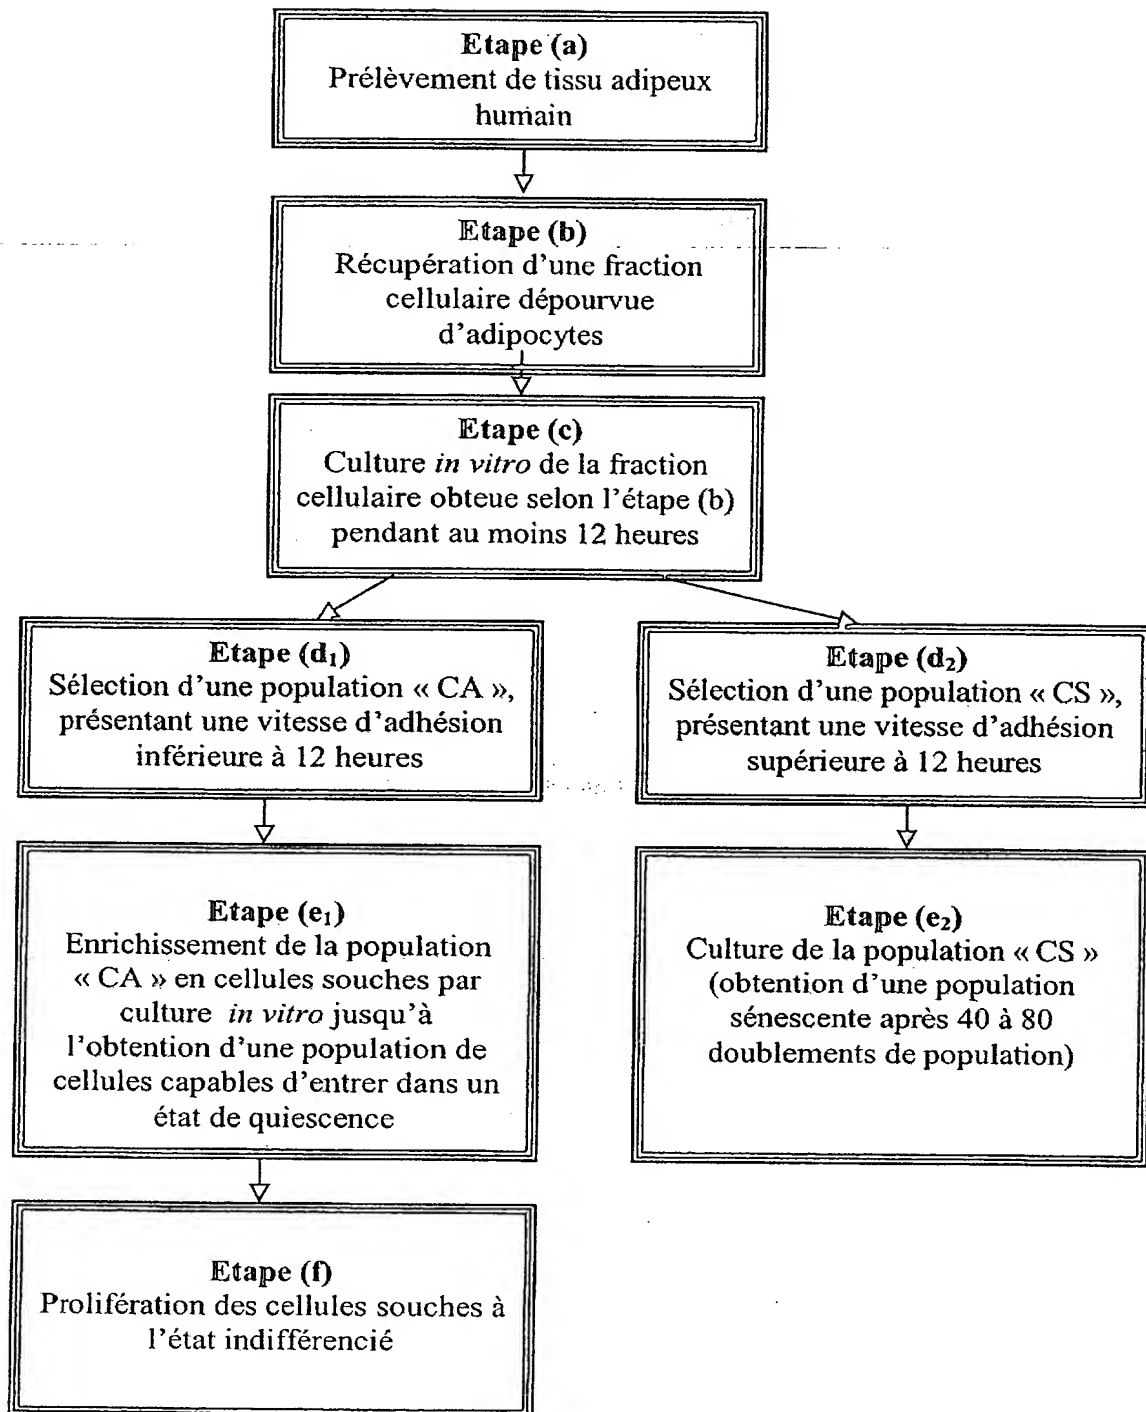 Etape (a)
Prélèvement de tissu adipeux
humain
Etape (b)
Récupération d'une fraction
cellulaire dépourvue
d'adipocytes
Etape (c)
Culture in vitro de la fraction
cellulaire obteue selon l'étape (b)
pendant au moins 12 heures
Etape (d₁)
Sélection d'une population « CA »,
présentant une vitesse d'adhésion
inférieure à 12 heures
Etape (d₂)
Sélection d'une population « CS »,
présentant une vitesse d'adhésion
supérieure à 12 heures
Etape (e₁)
Enrichissement de la population
« CA » en cellules souches par
culture in vitro jusqu'à
l'obtention d'une population de
cellules capables d'entrer dans un
état de quiescence
Etape (e₂)
Culture de la population « CS »
(obtention d'une population
sénescente après 40 à 80
doublements de population)
Etape (f)
Prolifération des cellules souches à
l'état indifférencié